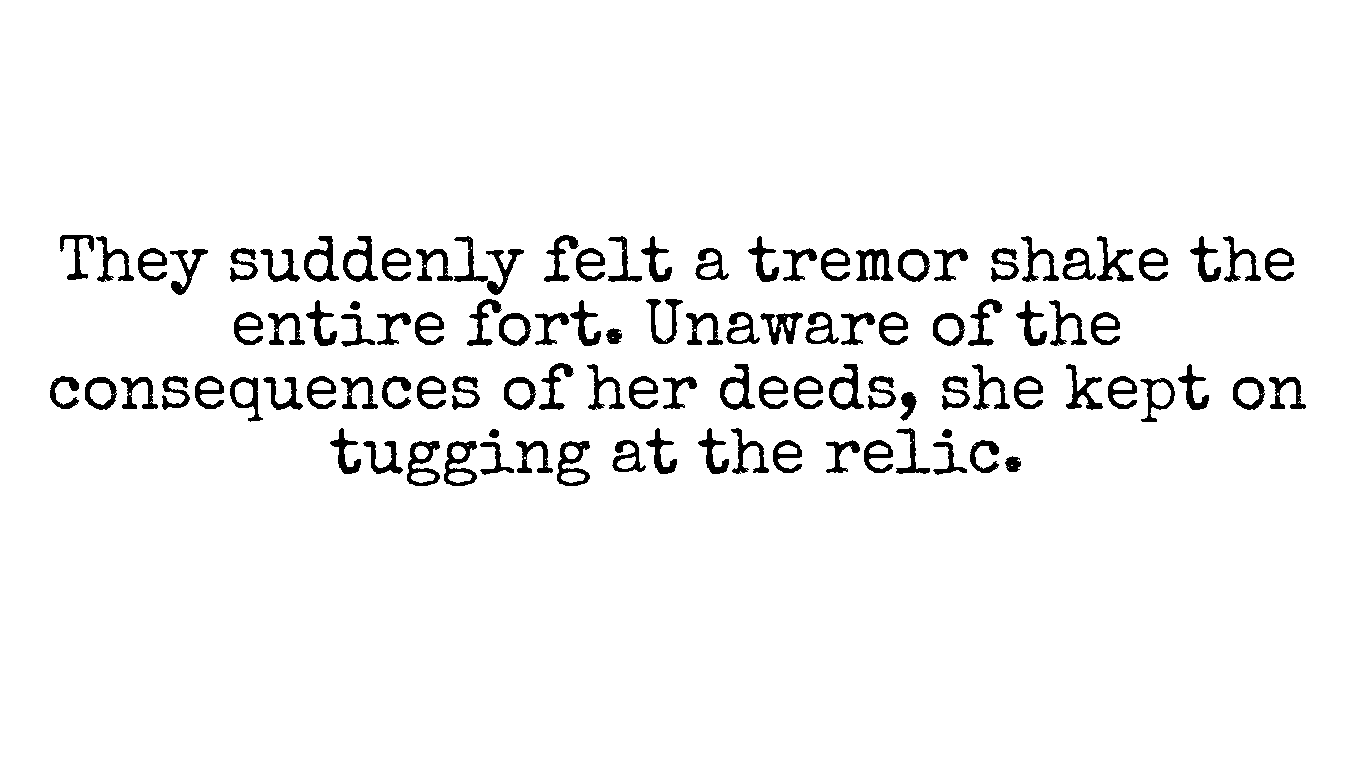 They suddenly felt a tremor shake the
entire fort. Unaware of the
consequences of her deeds, she kept on
tugging at the relic.